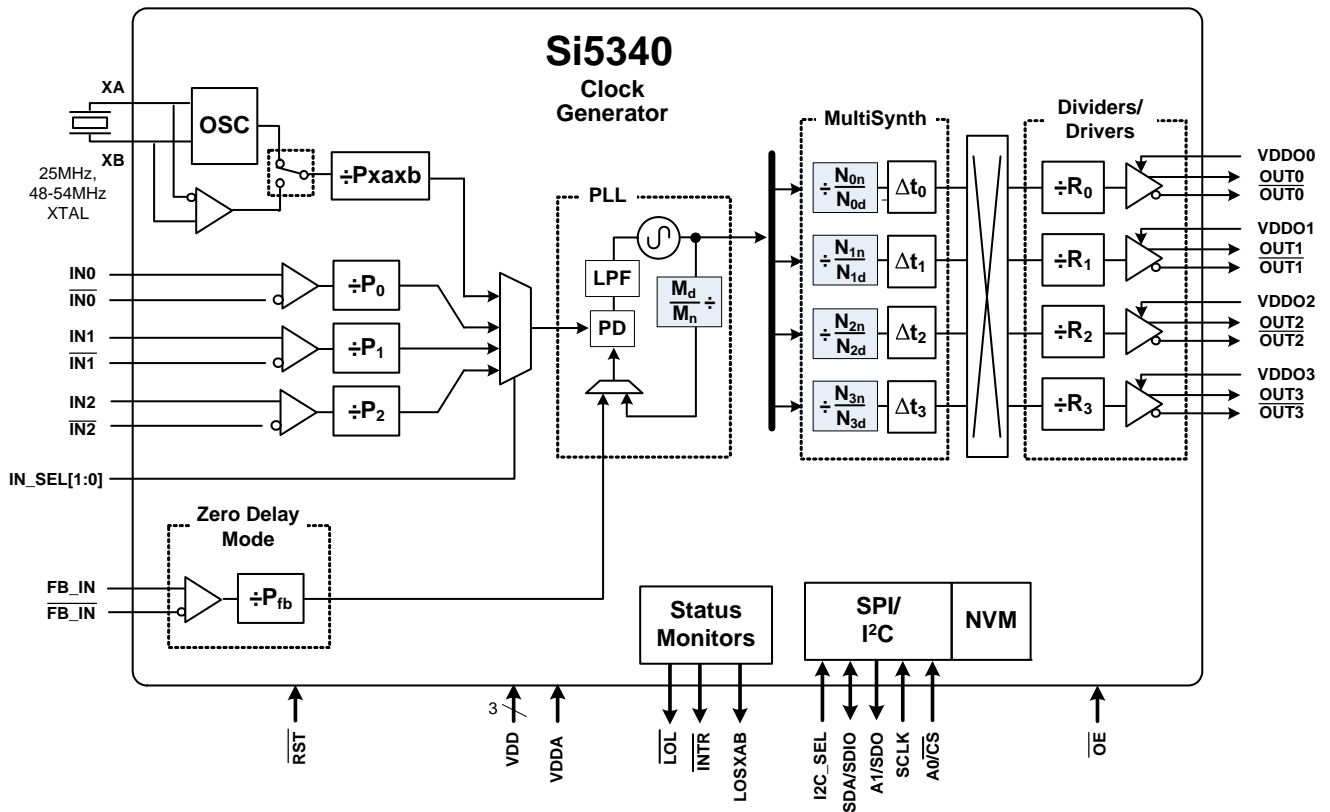 Si5340
Clock
Generator
XA
XB
25MHz,
48-54MHz
XTAL
OSC
÷Pxaxb
IN0
IN0
IN1
IN1
IN2
IN2
÷P0
÷P1
÷P2
IN_SEL[1:0]
Zero Delay
Mode
FB_IN
FB_IN
÷Pfb
PLL
LPF
PD
Md
Mn
÷
MultiSynth
÷ N0n
N0d
Δt0
÷ N1n
N1d
Δt1
÷ N2n
N2d
Δt2
÷ N3n
N3d
Δt3
Dividers/
Drivers
÷R0
÷R1
÷R2
÷R3
VDDO0
OUT0
OUT0
VDDO1
OUT1
OUT1
VDDO2
OUT2
OUT2
VDDO3
OUT3
OUT3
Status
Monitors
SPI/
I²C
NVM
RST
3
VDD
VDDA
LOL
INTR
LOSXAB
I2C_SEL
SDA/SDIO
A1/SDO
SCLK
A0/CS
OE